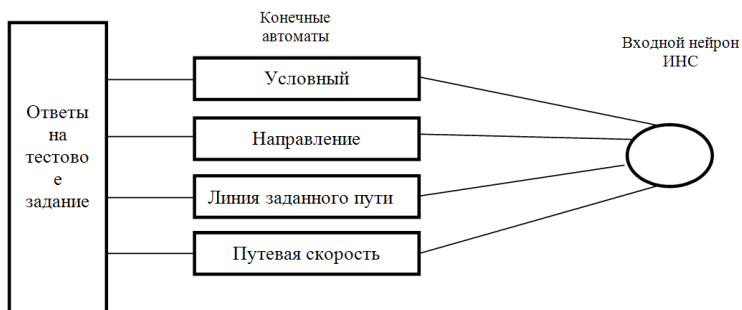 Конечные
автоматы
Входной нейрон
ИНС
Ответы
на
тестово
е
задание
Условный
Направление
Линия заданного пути
Путевая скорость